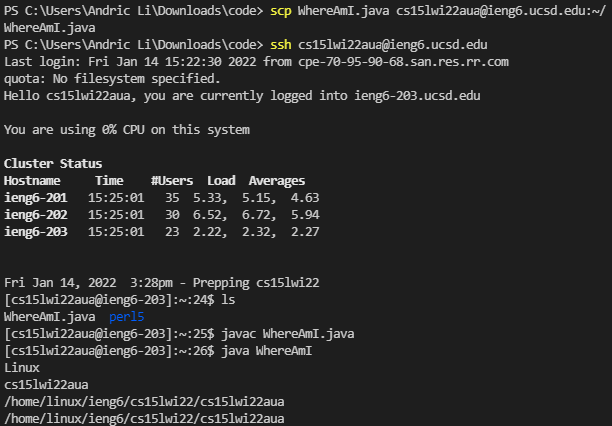 PS C:\Users\Andric Li\Downloads\code> scp WhereAmI.java cs15lwi22aua@ieng6.ucsd.edu:~/
WhereAmI.java
PS C:\Users\Andric Li\Downloads\code> ssh cs15lwi22aua@ieng6.ucsd.edu
Last login: Fri Jan 14 15:22:30 2022 from cpe-70-95-90-68.san.res.rr.com
quota: No filesystem specified.
Hello cs15lwi22aua, you are currently logged into ieng6-203.ucsd.edu
You are using 0% CPU on this system
Cluster Status
Hostname Time #Users Load Averages
ieng6-201 15:25:01 35 5.33, 5.15, 4.63
ieng6-202 15:25:01 30 6.52, 6.72, 5.94
ieng6-203 15:25:01 23 2.22, 2.32, 2.27
Fri Jan 14, 2022 3:28pm - Prepping cs15lwi22
[cs15lwi22aua@ieng6-203]:~:24$ ls
WhereAmI.java perl5
[cs15lwi22aua@ieng6-203]:~:25$ javac WhereAmI.java
[cs15lwi22aua@ieng6-203]:~:26$ java WhereAmI
Linux
cs15lwi22aua
/home/linux/ieng6/cs15lwi22/cs15lwi22aua
/home/linux/ieng6/cs15lwi22/cs15lwi22aua